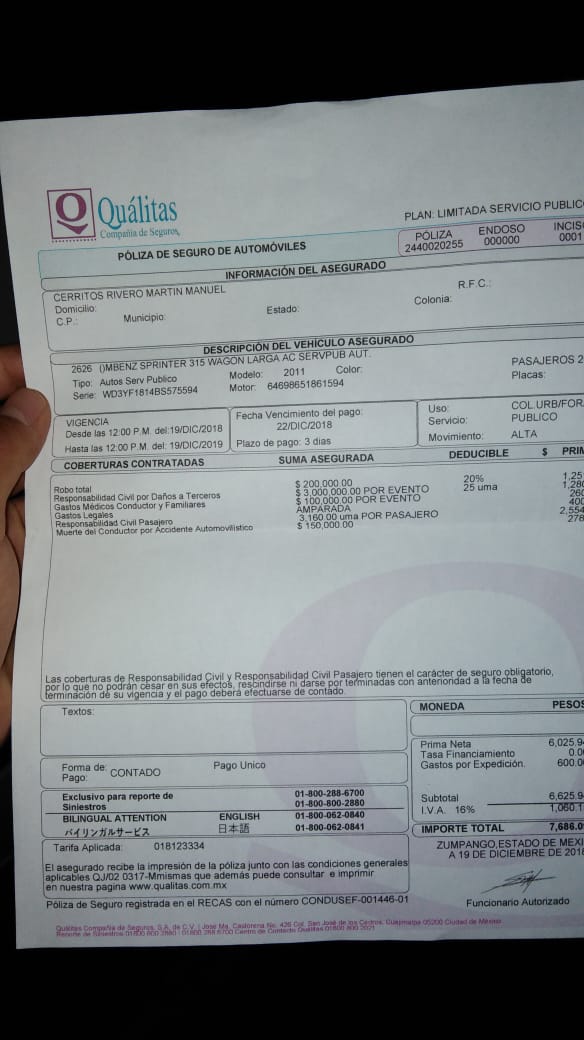 Q
Quálitas
Compañía de Seguros
PLAN: LIMITADA SERVICIO PUBLICO
PÓLIZA DE SEGURO DE AUTOMÓVILES
PÓLIZA ENDOSO INCISO
2440020255 000000 0001
INFORMACIÓN DEL ASEGURADO
CERRITOS RIVERO MARTIN MANUEL
Domicilio: R.F.C.:
C.P.: Municipio: Estado: Colonia:
DESCRIPCIÓN DEL VEHÍCULO ASEGURADO
2626 ()MBENZ SPRINTER 315 WAGON LARGA AC SERVPUB AUT.
Tipo: Autos Serv Publico Modelo: 2011 Color: PASAJEROS 2
Serie: WD3YF1814BS575594 Motor: 64698651861594 Placas:
VIGENCIA
Desde las 12:00 P.M. del:19/DIC/2018
Hasta las 12:00 P.M. del: 19/DIC/2019
Fecha Vencimiento del pago:
22/DIC/2018
Plazo de pago: 3 dias
Uso: COL.URB/FOR
Servicio: PUBLICO
Movimiento: ALTA
COBERTURAS CONTRATADAS SUMA ASEGURADA DEDUCIBLE $ PRIM
Robo total $ 200,000.00 20% 1,25
Responsabilidad Civil por Daños a Terceros $ 3,000,000.00 POR EVENTO 25 uma 1,280
Gastos Médicos Conductor y Familiares $ 100,000.00 POR EVENTO 260
Gastos Legales AMPARADA 400
Responsabilidad Civil Pasajero 3,160.00 uma POR PASAJERO 2,554
Muerte del Conductor por Accidente Automovilístico $ 150,000.00 276
Las coberturas de Responsabilidad Civil y Responsabilidad Civil Pasajero tienen el carácter de seguro obligatorio,
por lo que no podrán cesar en sus efectos, rescindirse ni darse por terminadas con anterioridad a la fecha de
terminación de su vigencia y el pago deberá efectuarse de contado.
Textos:
MONEDA PESOS
Prima Neta 6,025.9
Tasa Financiamiento 0.0
Gastos por Expedición. 600.0
Subtotal 6,625.9
I.V.A. 16% 1,060.1
IMPORTE TOTAL 7,686.0
Forma de: CONTADO Pago Unico
Pago:
Exclusivo para reporte de 01-800-288-6700
Siniestros 01-800-800-2880
BILINGUAL ATTENTION ENGLISH 01-800-062-0840
バイリンガルサービス 日本語 01-800-062-0841
Tarifa Aplicada: 018123334
ZUMPANGO,ESTADO DE MEXI
A 19 DE DICIEMBRE DE 2018
El asegurado recibe la impresión de la póliza junto con las condiciones generales
aplicables QJ/02 0317-Mmismas que además puede consultar e imprimir
en nuestra pagina www.qualitas.com.mx
Póliza de Seguro registrada en el RECAS con el número CONDUSEF-001446-01
Funcionario Autorizado
Quálitas Compañía de Seguros, S.A. de C.V. | José Ma. Castorena No. 426 Col. San José de los Cedros, Cuajimalpa 05200 Ciudad de México
Reporte de Siniestros 01800 800 2880 - 01800 288 6700 Centro de Contacto Quálitas 01800 800 2021